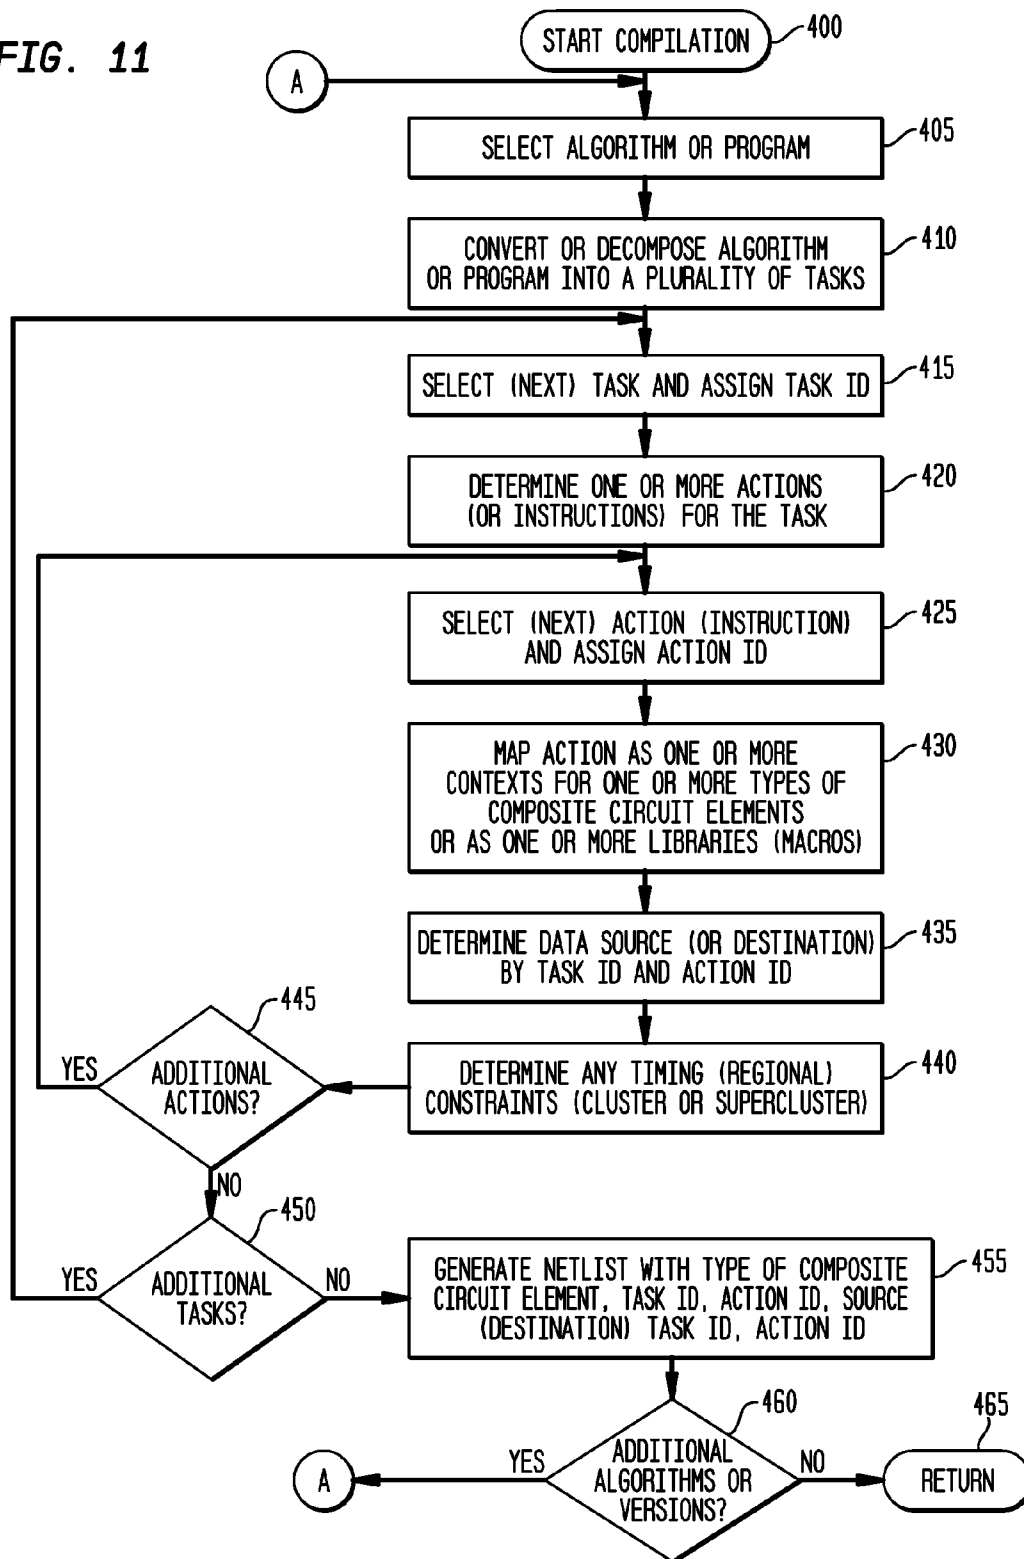 FIG. 11
START COMPILATION
400
A
SELECT ALGORITHM OR PROGRAM
405
CONVERT OR DECOMPOSE ALGORITHM
OR PROGRAM INTO A PLURALITY OF TASKS
410
SELECT (NEXT) TASK AND ASSIGN TASK ID
415
DETERMINE ONE OR MORE ACTIONS
(OR INSTRUCTIONS) FOR THE TASK
420
SELECT (NEXT) ACTION (INSTRUCTION)
AND ASSIGN ACTION ID
425
MAP ACTION AS ONE OR MORE
CONTEXTS FOR ONE OR MORE TYPES OF
COMPOSITE CIRCUIT ELEMENTS
OR AS ONE OR MORE LIBRARIES (MACROS)
430
DETERMINE DATA SOURCE (OR DESTINATION)
BY TASK ID AND ACTION ID
435
DETERMINE ANY TIMING (REGIONAL)
CONSTRAINTS (CLUSTER OR SUPERCLUSTER)
440
ADDITIONAL
ACTIONS?
445
YES
NO
ADDITIONAL
TASKS?
450
YES
NO
GENERATE NETLIST WITH TYPE OF COMPOSITE
CIRCUIT ELEMENT, TASK ID, ACTION ID, SOURCE
(DESTINATION) TASK ID, ACTION ID
455
ADDITIONAL
ALGORITHMS OR
VERSIONS?
460
YES
A
NO
RETURN
465